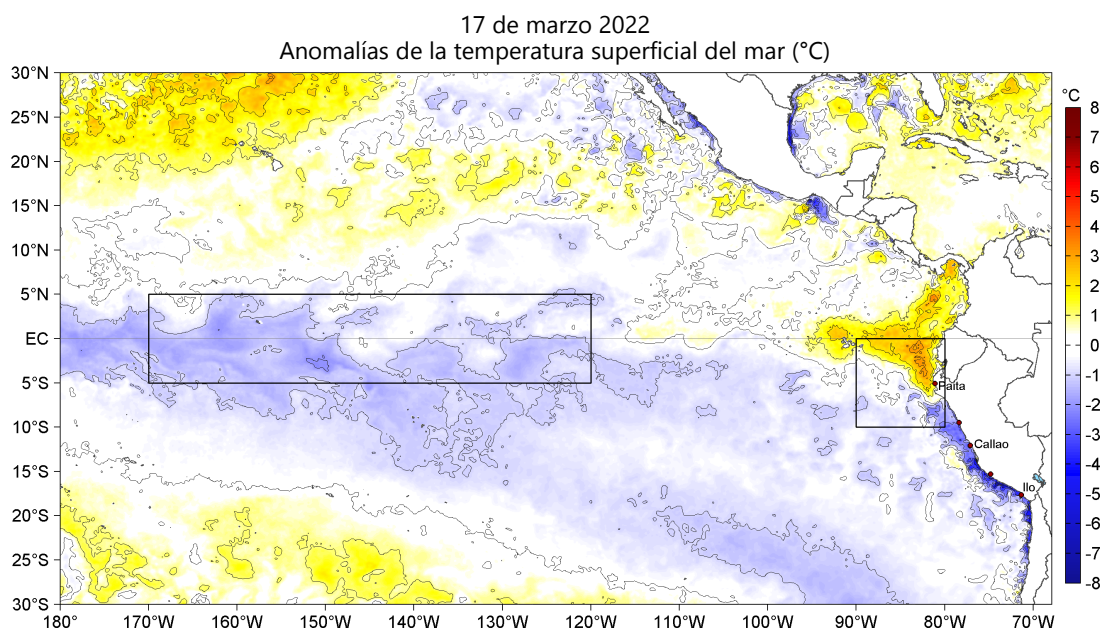 17 de marzo 2022
Anomalías de la temperatura superficial del mar (°C)
30°N
25°N
20°N
15°N
10°N
5°N
EC
5°S
10°S
15°S
20°S
25°S
30°S
180
170°W
160°W
150°W
140°W
130°W
120°W
110°W
100°W
90°W
80°W
70°W
Paita
Callao
Ilo
°C
8
7
6
5
4
3
2
1
0
-1
-2
-3
-4
-5
-6
-7
-8